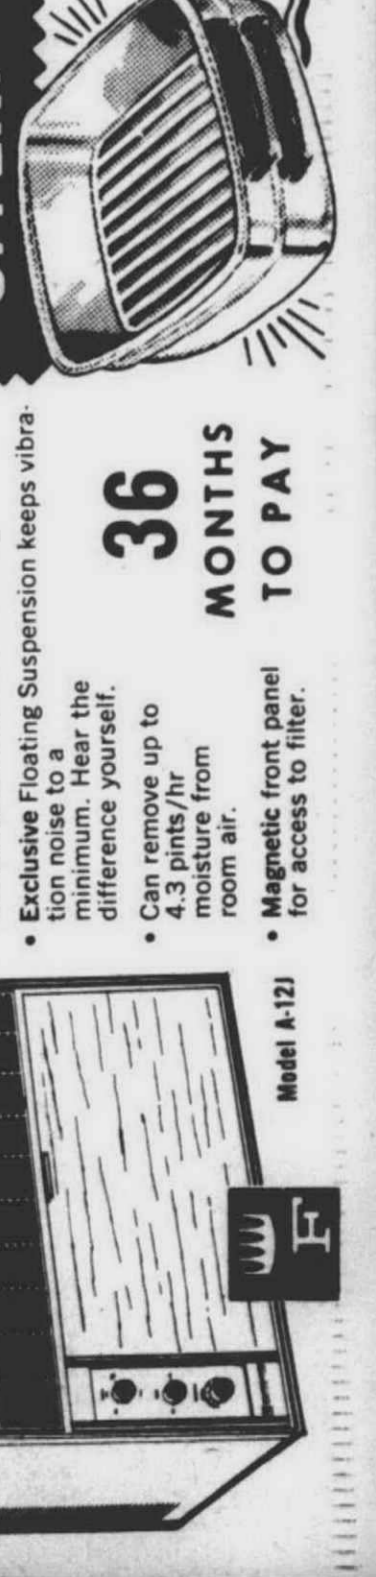 • Exclusive Floating Suspension keeps vibra-
tion noise to a
minimum. Hear the
difference yourself.
• Can remove up to
4.3 pints/hr
moisture from
room air.
• Magnetic front panel
for access to filter.
36
MONTHS
TO PAY
Model A-12J
F